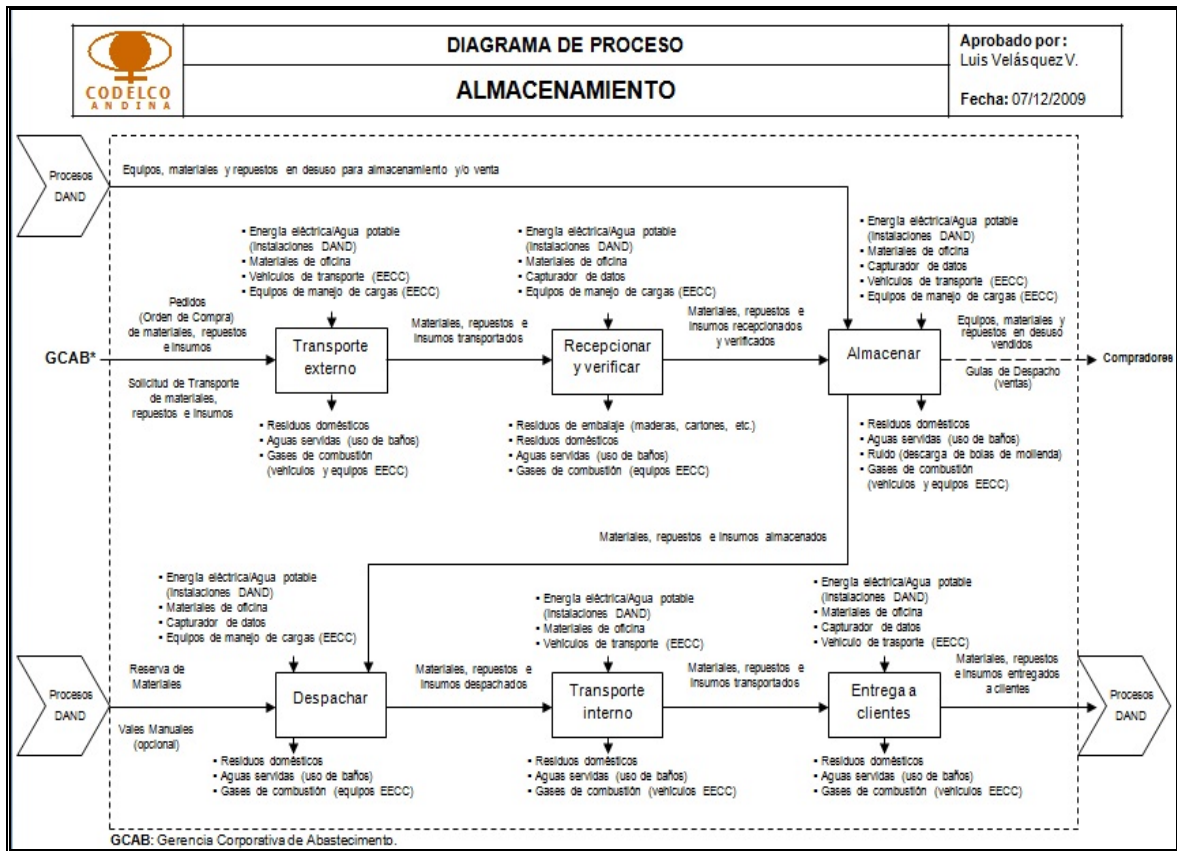 CODELCO
ANDINA
DIAGRAMA DE PROCESO
ALMACENAMIENTO
Aprobado por :
Luis Velásquez V.
Fecha: 07/12/2009
Procesos
DAND
Equipos, materiales y repuestos en desuso para almacenamiento y/o venta
▪ Energía eléctrica/Agua potable
(Instalaciones DAND)
▪ Materiales de oficina
▪ Vehículos de transporte (EECC)
▪ Equipos de manejo de cargas (EECC)
▪ Energía eléctrica/Agua potable
(Instalaciones DAND)
▪ Materiales de oficina
▪ Capturador de datos
▪ Equipos de manejo de cargas (EECC)
▪ Energía eléctrica/Agua potable
(Instalaciones DAND)
▪ Materiales de oficina
▪ Capturador de datos
▪ Vehículos de transporte (EECC)
▪ Equipos de manejo de cargas (EECC)
GCAB*
Pedidos
(Orden de Compra)
de materiales, repuestos
e Insumos
Solicitud de Transporte
de materiales,
repuestos e Insumos
Transporte
externo
Materiales, repuestos e
Insumos transportados
Recepcionar
y verificar
Materiales, repuestos e
Insumos recepcionados
y verificados
Almacenar
Equipos, materiales y
repuestos en desuso
vendidos
Guías de Despacho
(ventas)
Compradores
▪ Residuos domésticos
▪ Aguas servidas (uso de baños)
▪ Gases de combustión
(vehículos y equipos EECC)
▪ Residuos de embalaje (maderas, cartones, etc.)
▪ Residuos domésticos
▪ Aguas servidas (uso de baños)
▪ Gases de combustión (equipos EECC)
▪ Residuos domésticos
▪ Aguas servidas (uso de baños)
▪ Ruido (descarga de bolas de molienda)
▪ Gases de combustión
(vehículos y equipos EECC)
Materiales, repuestos e Insumos almacenados
▪ Energía eléctrica/Agua potable
(Instalaciones DAND)
▪ Materiales de oficina
▪ Capturador de datos
▪ Equipos de manejo de cargas (EECC)
▪ Energía eléctrica/Agua potable
(Instalaciones DAND)
▪ Materiales de oficina
▪ Vehículos de transporte (EECC)
▪ Energía eléctrica/Agua potable
(Instalaciones DAND)
▪ Materiales de oficina
▪ Capturador de datos
▪ Vehículo de trasporte (EECC)
Procesos
DAND
Reserva de
Materiales
Vales Manuales
(opcional)
Despachar
Materiales, repuestos e
Insumos despachados
Transporte
interno
Materiales, repuestos e
Insumos transportados
Entrega a
clientes
Materiales, repuestos
e Insumos entregados
a clientes
Procesos
DAND
▪ Residuos domésticos
▪ Aguas servidas (uso de baños)
▪ Gases de combustión (equipos EECC)
▪ Residuos domésticos
▪ Aguas servidas (uso de baños)
▪ Gases de combustión (vehículos EECC)
▪ Residuos domésticos
▪ Aguas servidas (uso de baños)
▪ Gases de combustión (vehículos EECC)
GCAB: Gerencia Corporativa de Abastecimento.